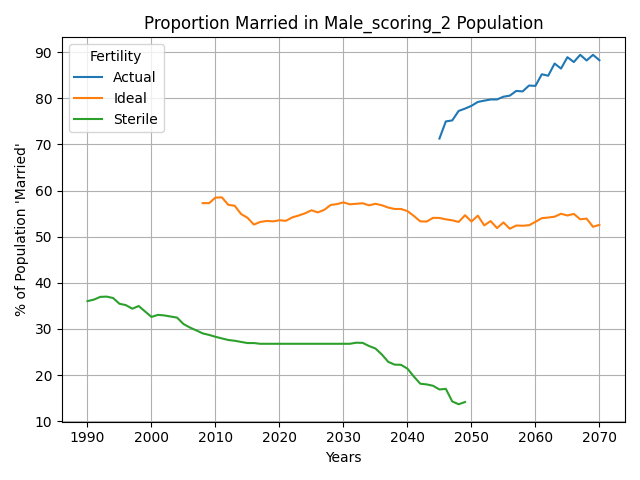 Proportion Married in Male_scoring_2 Population
% of Population 'Married'
90
80
70
60
50
40
30
20
10
Fertility
Actual
Ideal
Sterile
1990 2000 2010 2020 2030 2040 2050 2060 2070
Years